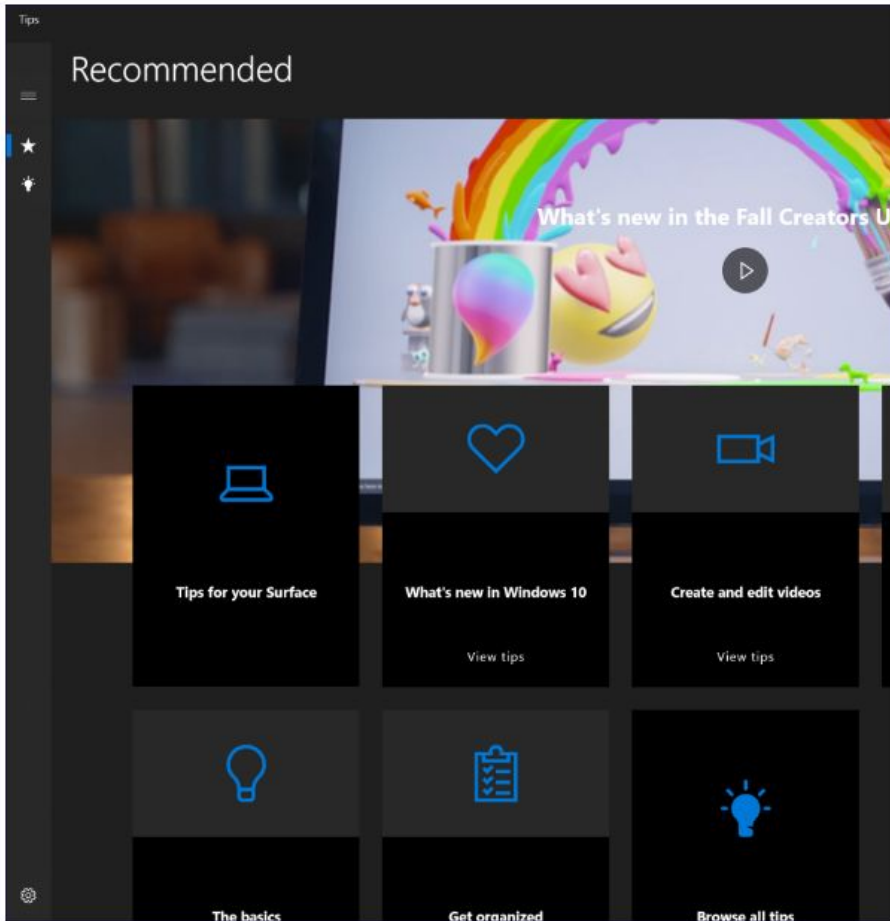 Tips
Recommended
What's new in the Fall Creators U
Tips for your Surface
What's new in Windows 10
View tips
Create and edit videos
View tips
The basics
Get organized
Browse all tips